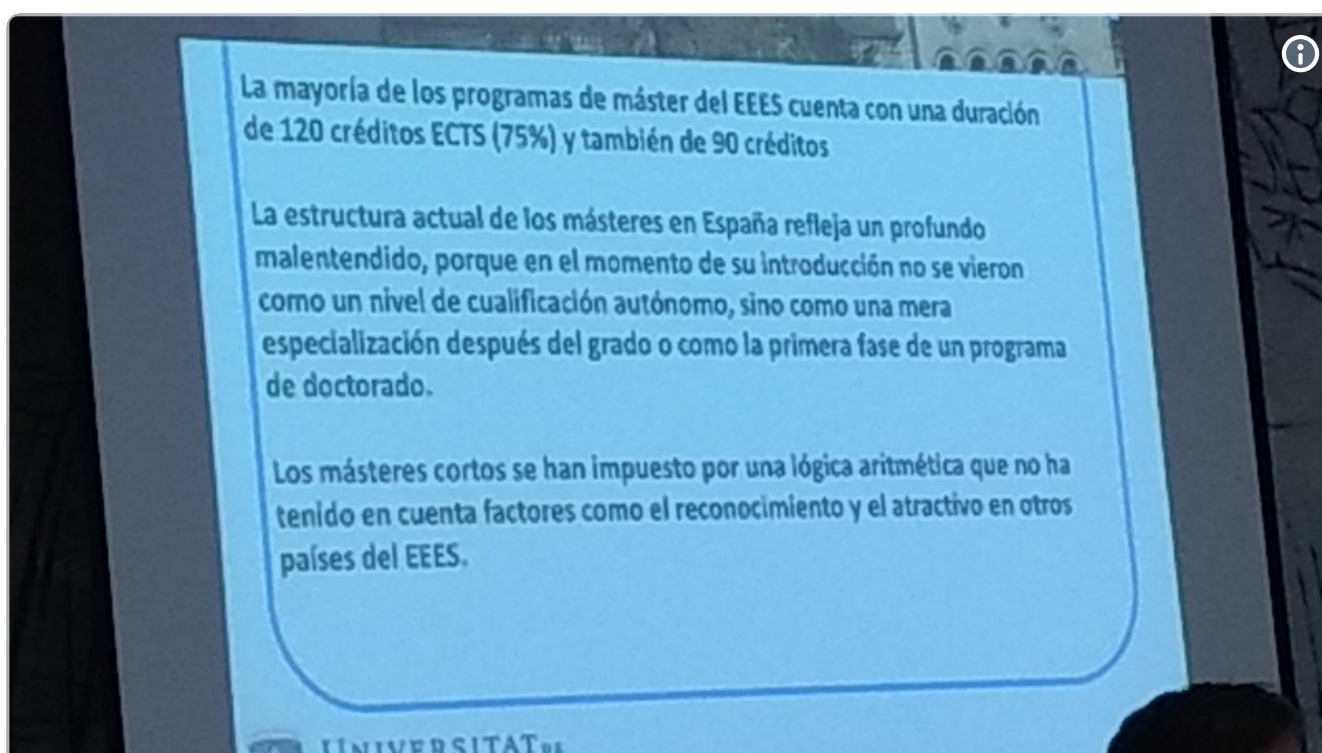 La mayoría de los programas de máster del EEES cuenta con una duración
de 120 créditos ECTS (75%) y también de 90 créditos
La estructura actual de los másteres en España refleja un profundo
malentendido, porque en el momento de su introducción no se vieron
como un nivel de cualificación autónomo, sino como una mera
especialización después del grado o como la primera fase de un programa
de doctorado.
Los másteres cortos se han impuesto por una lógica aritmética que no ha
tenido en cuenta factores como el reconocimiento y el atractivo en otros
países del EEES.
UNIVERSITAT DE